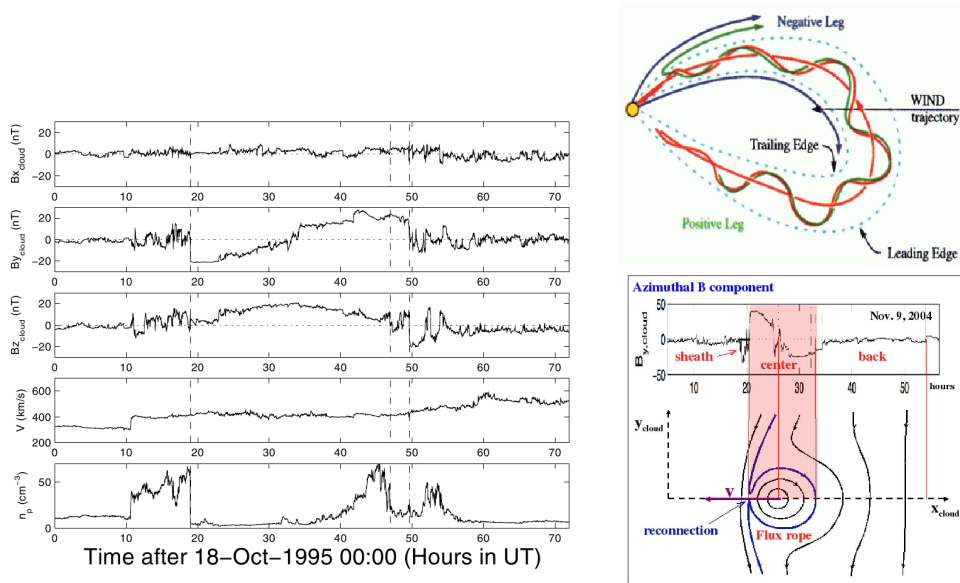 Bx_cloud (nT)
20
0
−20
0 10 20 30 40 50 60 70
By_cloud (nT)
20
0
−20
0 10 20 30 40 50 60 70
Bz_cloud (nT)
20
0
−20
0 10 20 30 40 50 60 70
V (km/s)
600
400
200
0 10 20 30 40 50 60 70
n_p (cm⁻³)
50
0
0 10 20 30 40 50 60 70
Time after 18−Oct−1995 00:00 (Hours in UT)
Negative Leg
WIND
trajectory
Trailing Edge
Positive Leg
Leading Edge
Azimuthal B component
B_y,cloud
50
0
−50
Nov. 9, 2004
sheath
center
back
10 20 30 40 50
hours
y_cloud
V
x_cloud
reconnection
Flux rope